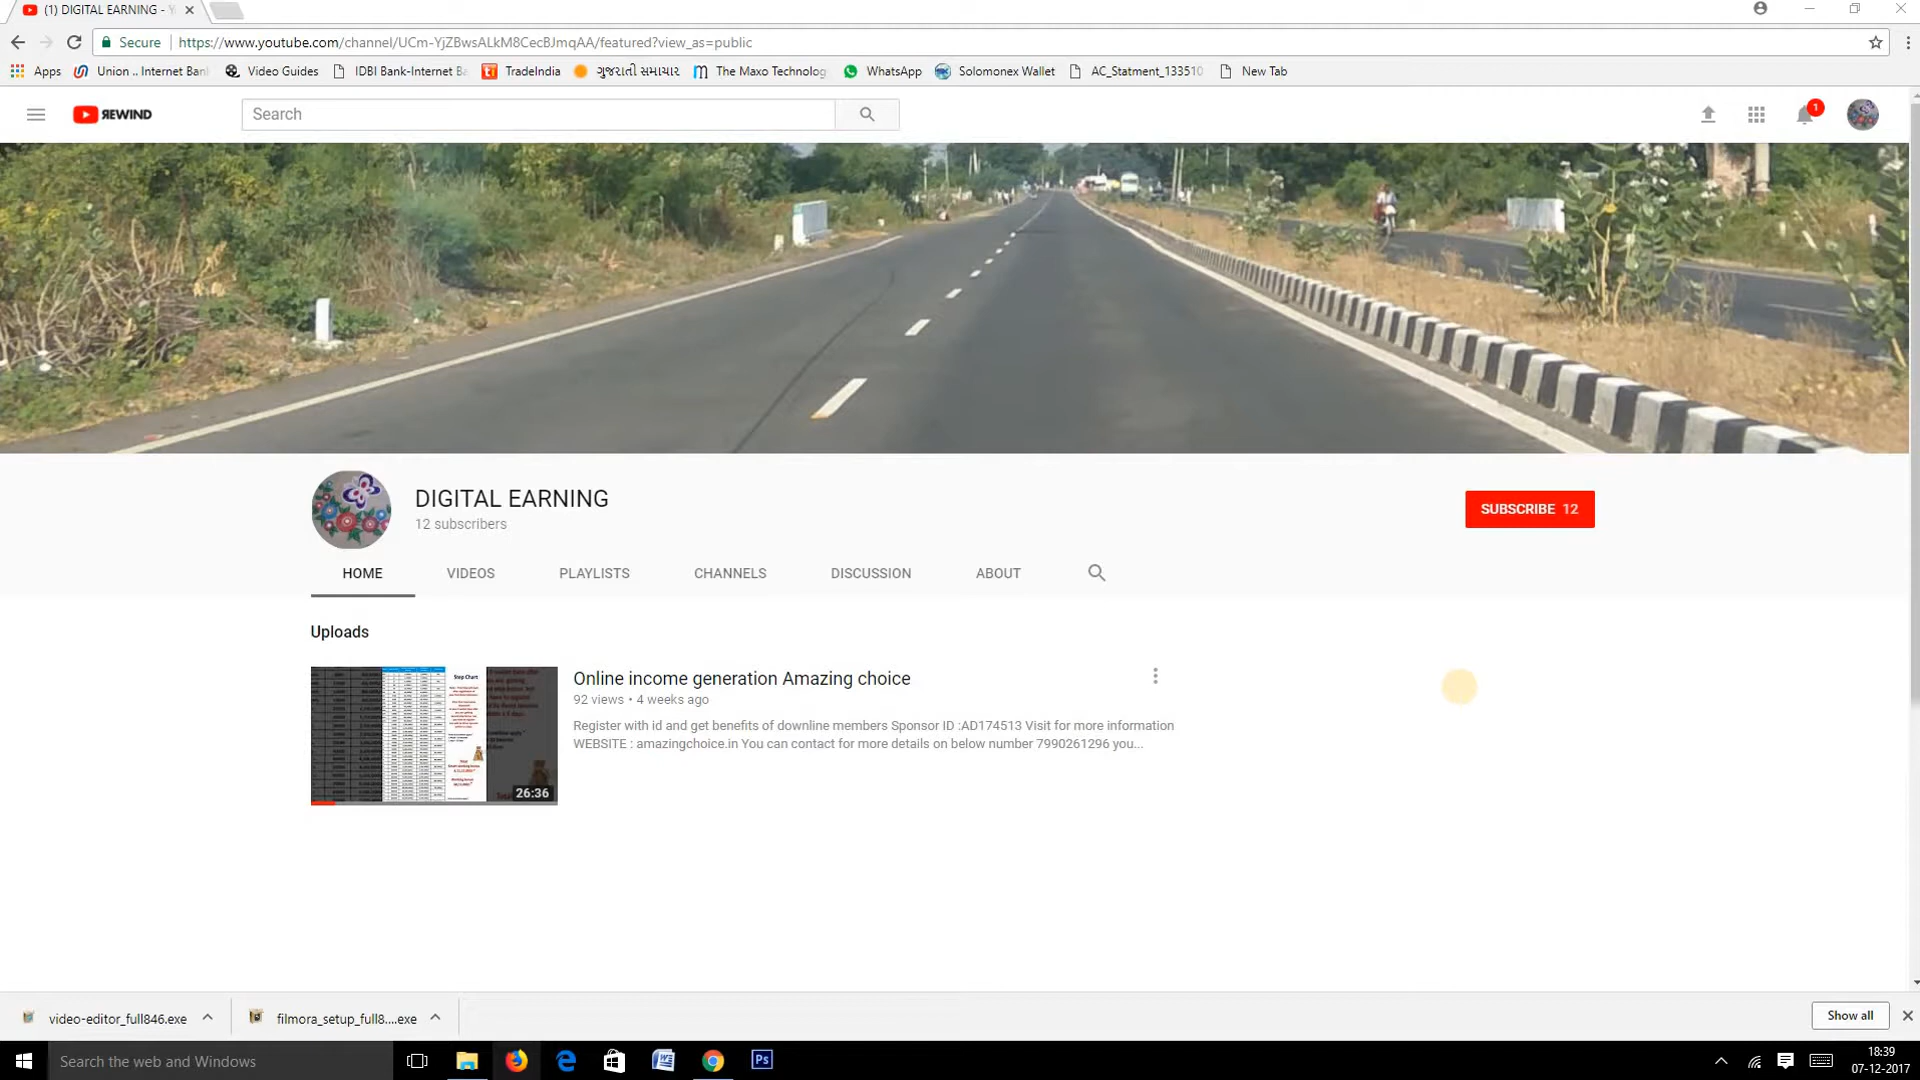 (1) DIGITAL EARNING -
Secure
https://www.youtube.com/channel/UCm-YjZBwsALkM8CecBJmqAA/featured?view_as=public
Apps
Union .. Internet Ban
Video Guides
IDBI Bank-Internet Ba
TradeIndia
ગુજરાતી સમાચાર
The Maxo Technolog
WhatsApp
Solomonex Wallet
AC_Statment_133510
New Tab
REWIND
Search
1
DIGITAL EARNING
12 subscribers
SUBSCRIBE 12
HOME
VIDEOS
PLAYLISTS
CHANNELS
DISCUSSION
ABOUT
Uploads
Step Chart
26:36
Online income generation Amazing choice
92 views • 4 weeks ago
Register with id and get benefits of downline members Sponsor ID :AD174513 Visit for more information
WEBSITE : amazingchoice.in You can contact for more details on below number 7990261296 you...
video-editor_full846.exe
filmora_setup_full8....exe
Show all
Search the web and Windows
Ps
18:39
07-12-2017